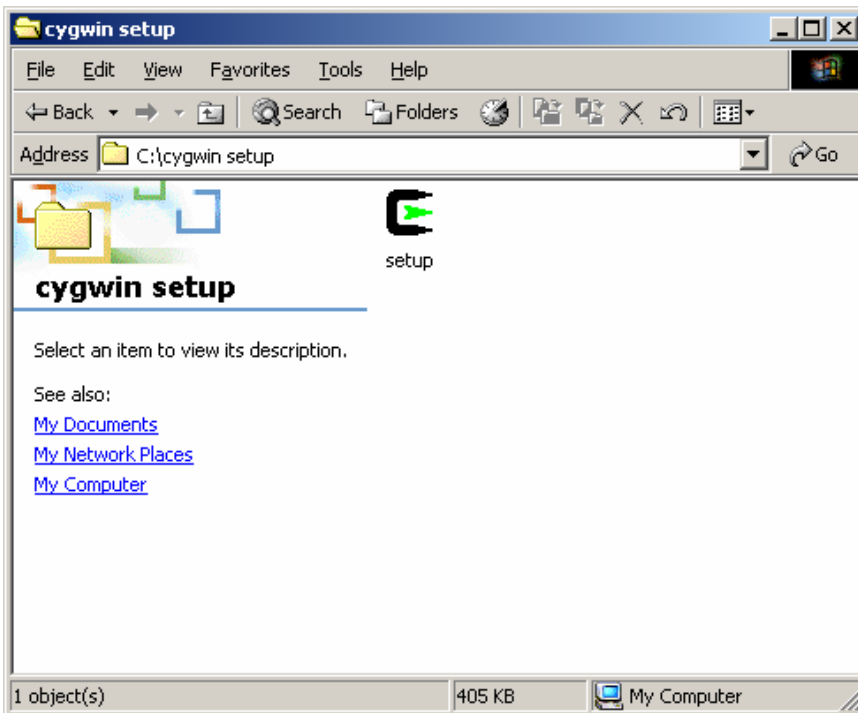 cygwin setup
File Edit View Favorites Tools Help
Back Search Folders
Address C:\cygwin setup Go
setup
cygwin setup
Select an item to view its description.
See also:
My Documents
My Network Places
My Computer
1 object(s) 405 KB My Computer